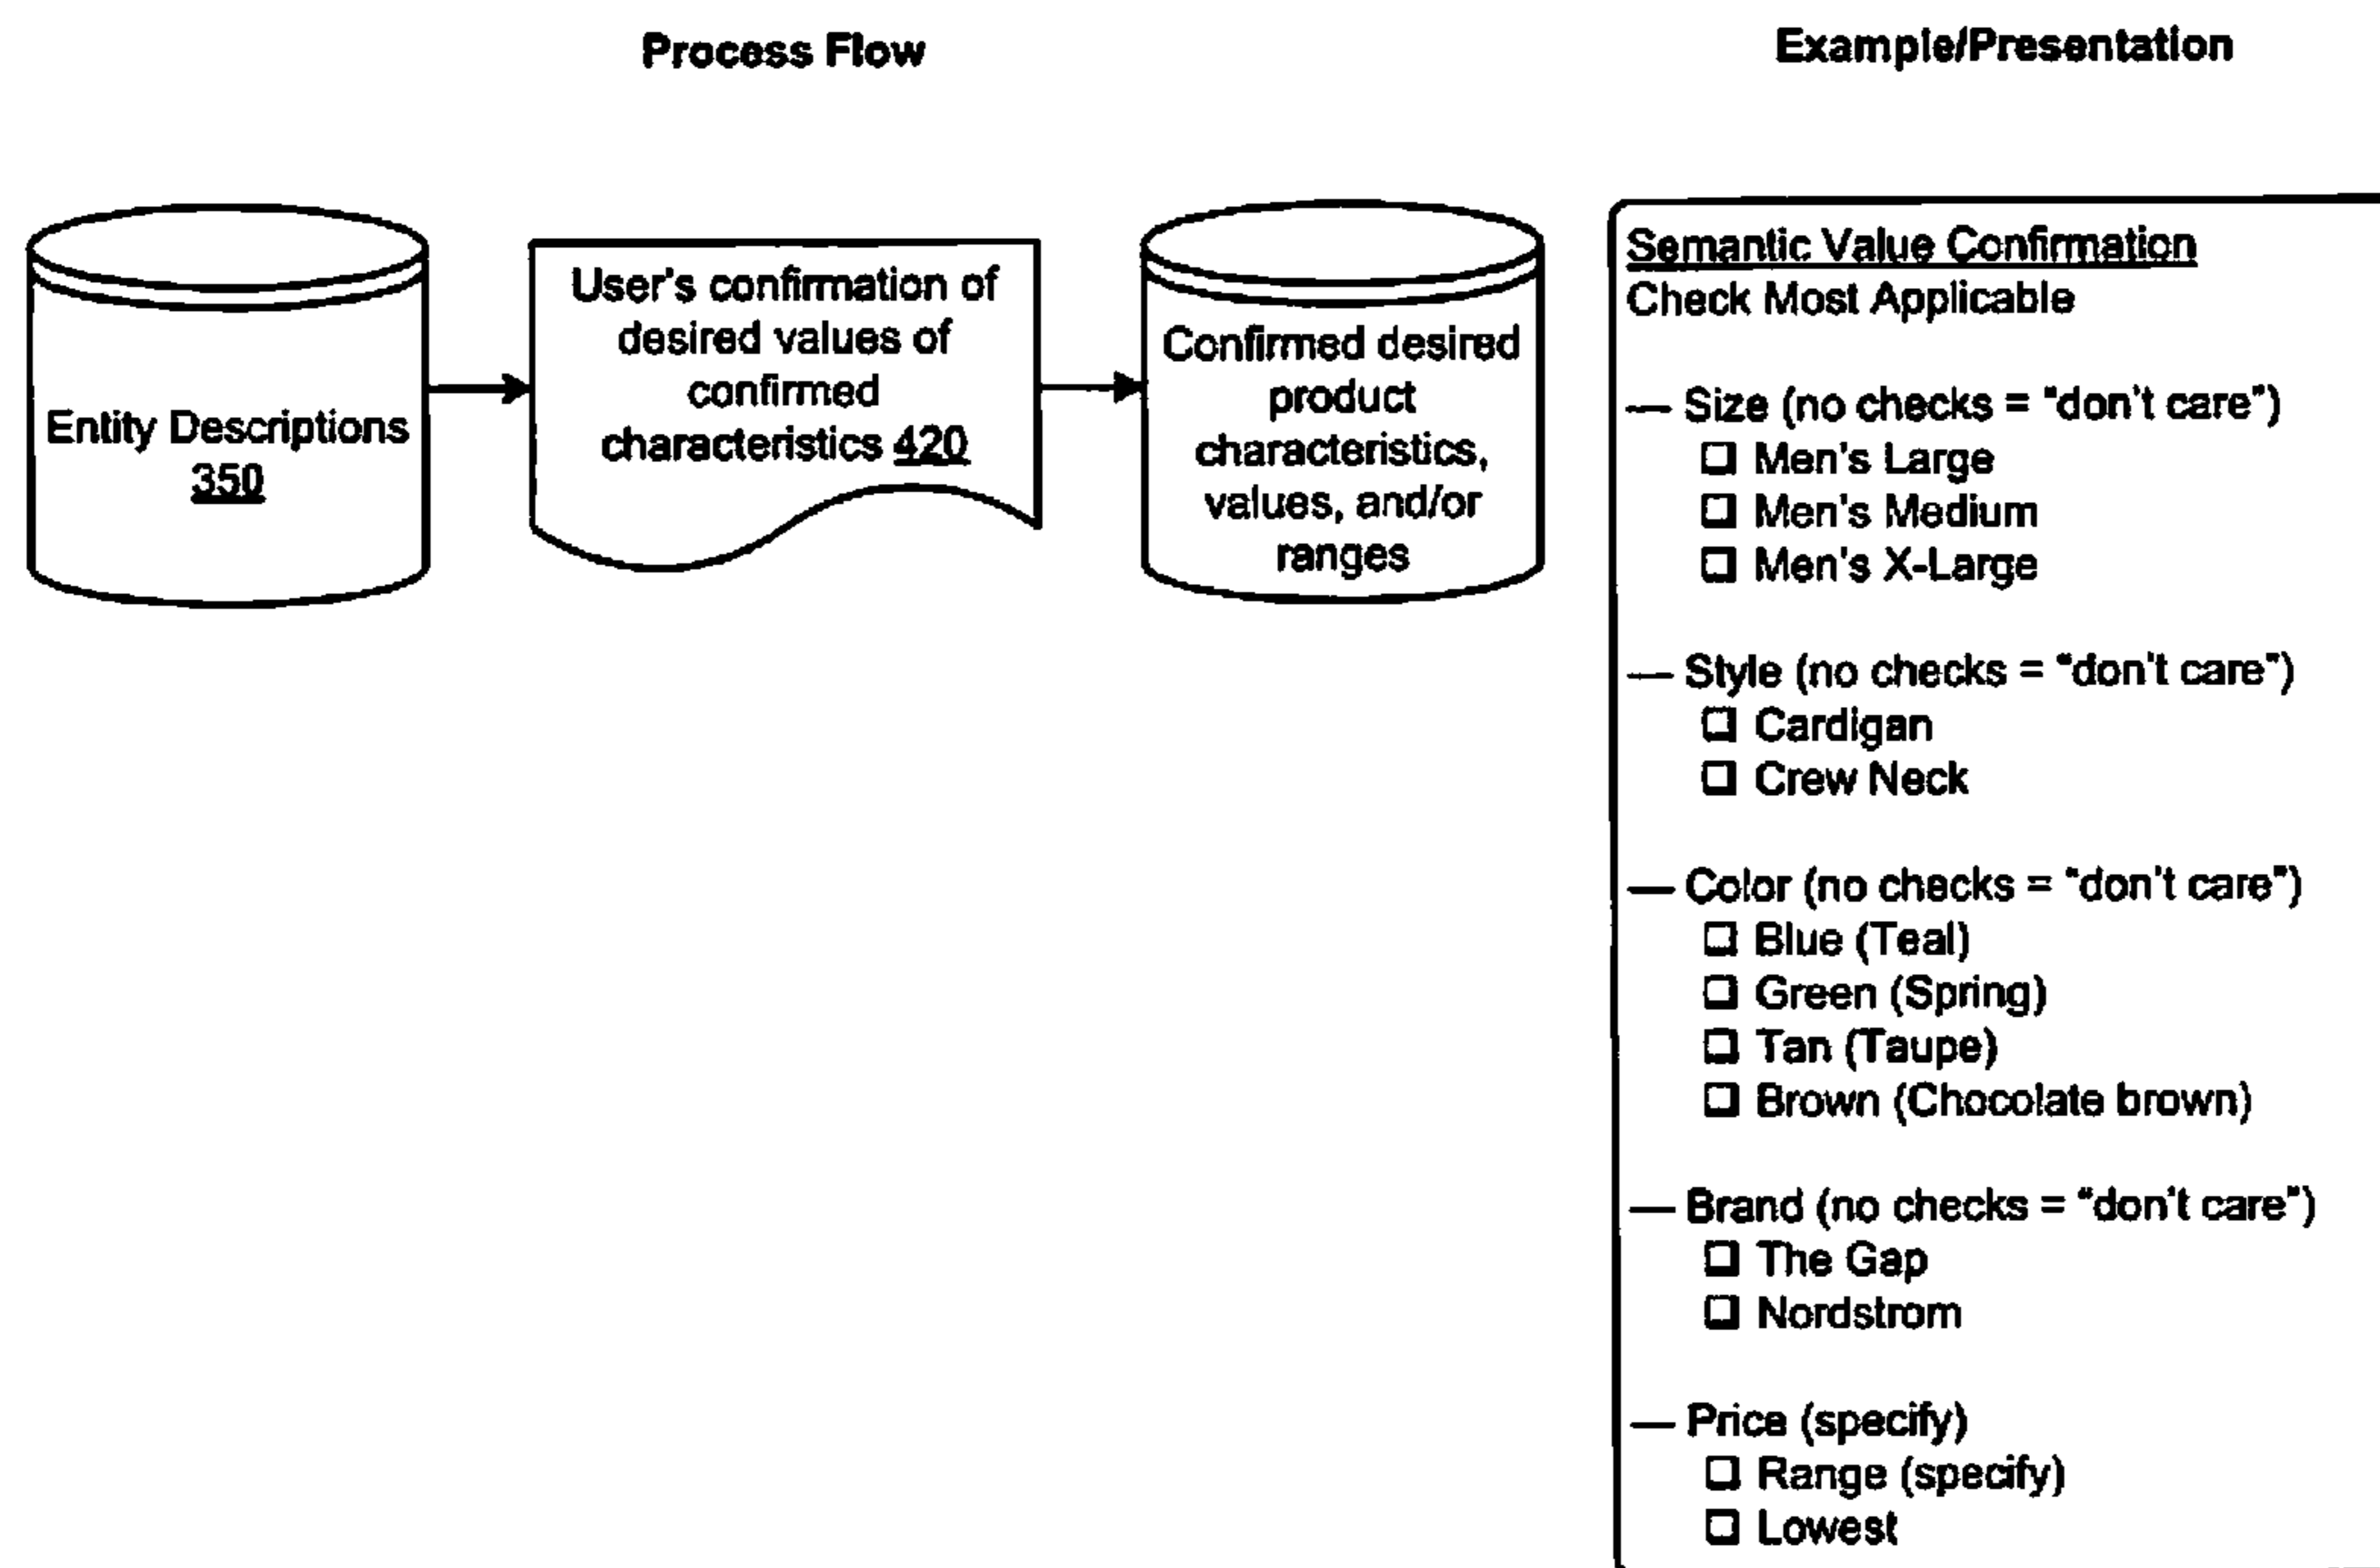 Process Flow
Example/Presentation
Entity Descriptions
350
User's confirmation of
desired values of
confirmed
characteristics 420
Confirmed desired
product
characteristics,
values, and/or
ranges
Semantic Value Confirmation
Check Most Applicable
— Size (no checks = "don't care")
❑ Men's Large
❑ Men's Medium
❑ Men's X-Large
— Style (no checks = "don't care")
❑ Cardigan
❑ Crew Neck
— Color (no checks = "don't care")
❑ Blue (Teal)
❑ Green (Spring)
❑ Tan (Taupe)
❑ Brown (Chocolate brown)
— Brand (no checks = "don't care")
❑ The Gap
❑ Nordstrom
— Price (specify)
❑ Range (specify)
❑ Lowest